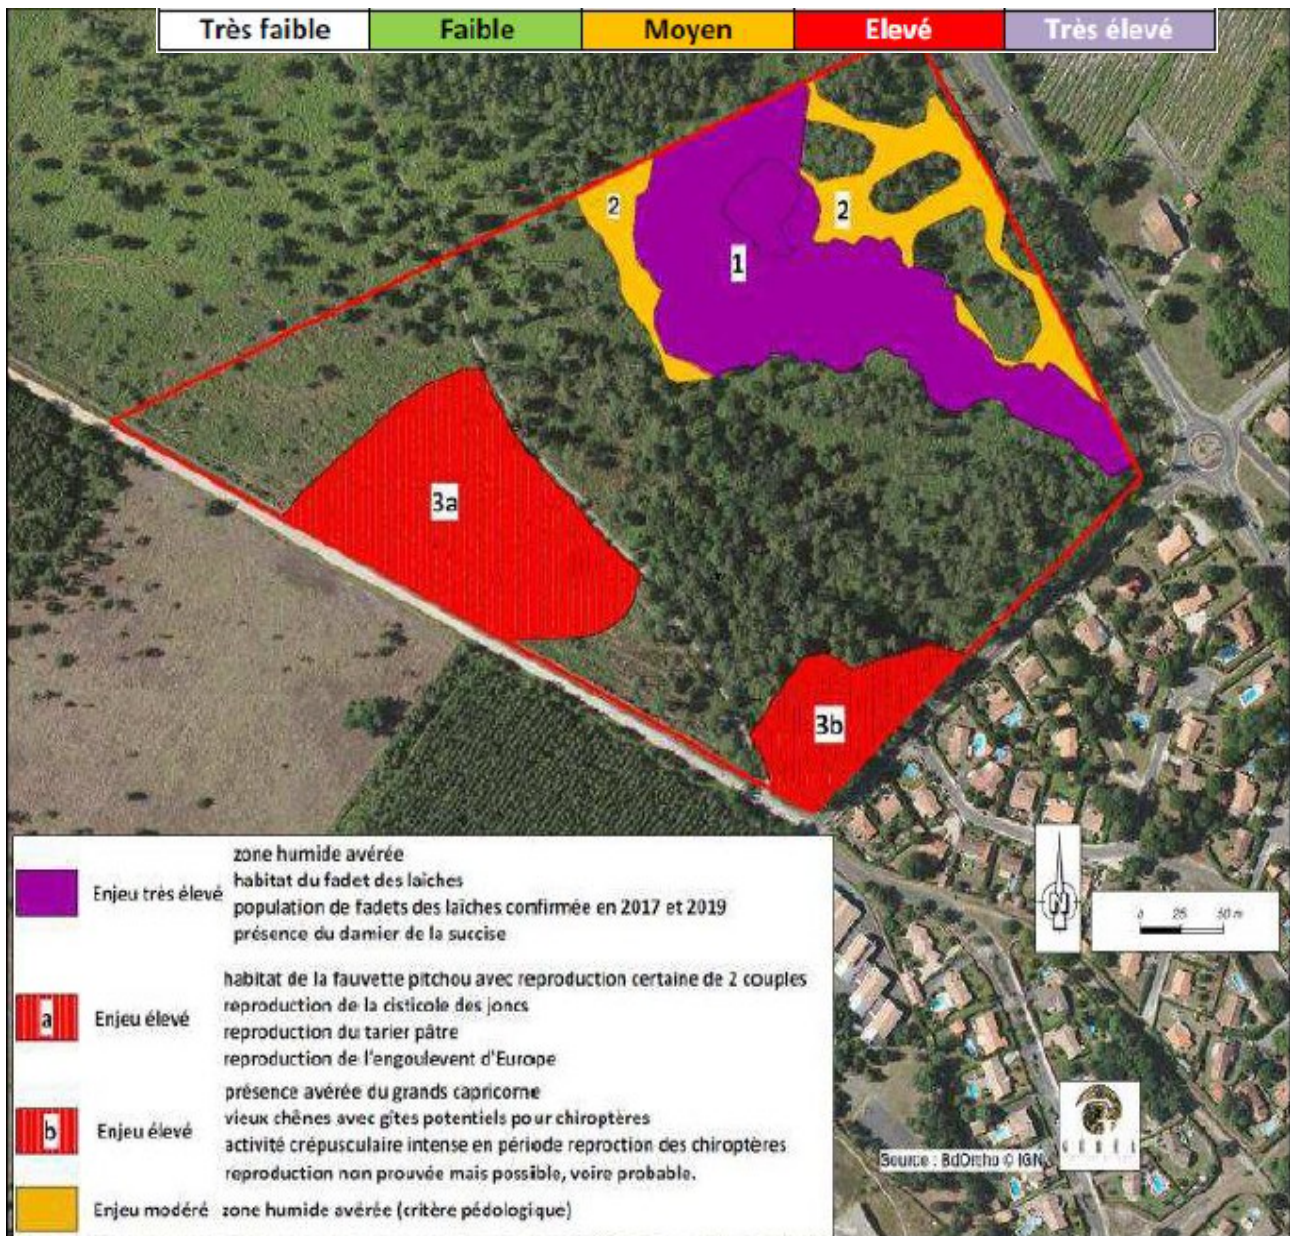 Très faible Faible Moyen Elevé Très élevé
2
2
1
3a
3b
zone humide avérée
Enjeu très élevé habitat du fadet des laîches
population de fadets des laîches confirmée en 2017 et 2019
présence du damier de la succise
habitat de la fauvette pitchou avec reproduction certaine de 2 couples
a Enjeu élevé reproduction de la cisticole des joncs
reproduction du tarier pâtre
reproduction de l'engoulevent d'Europe
présence avérée du grands capricorne
b Enjeu élevé vieux chênes avec gîtes potentiels pour chiroptères
activité crépusculaire intense en période reproction des chiroptères
reproduction non prouvée mais possible, voire probable.
Enjeu modéré zone humide avérée (critère pédologique)
N
0 25 50 m
Source : BdOrtho © IGN